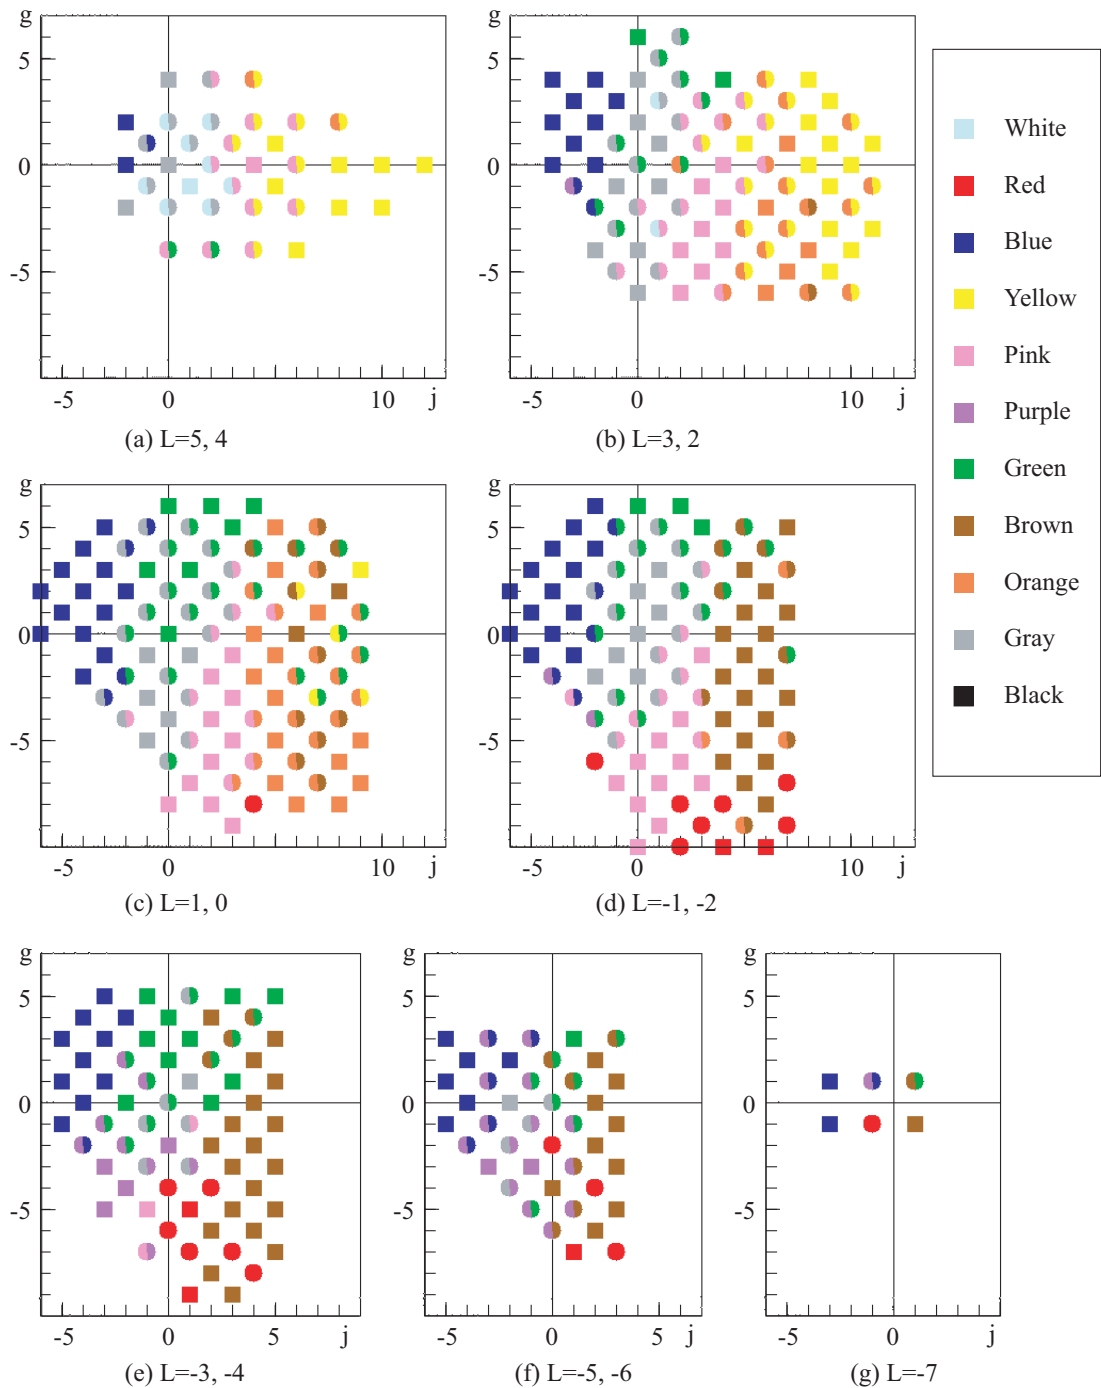 g
5
0
-5
-5
0
10
j
(a) L=5, 4
g
5
0
-5
-5
0
10
j
(b) L=3, 2
White
Red
Blue
Yellow
Pink
Purple
Green
Brown
Orange
Gray
Black
g
5
0
-5
-5
0
10
j
(c) L=1, 0
g
5
0
-5
-5
0
10
j
(d) L=-1, -2
g
5
0
-5
-5
0
5
j
(e) L=-3, -4
g
5
0
-5
-5
0
5
j
(f) L=-5, -6
g
5
0
-5
-5
0
j
(g) L=-7